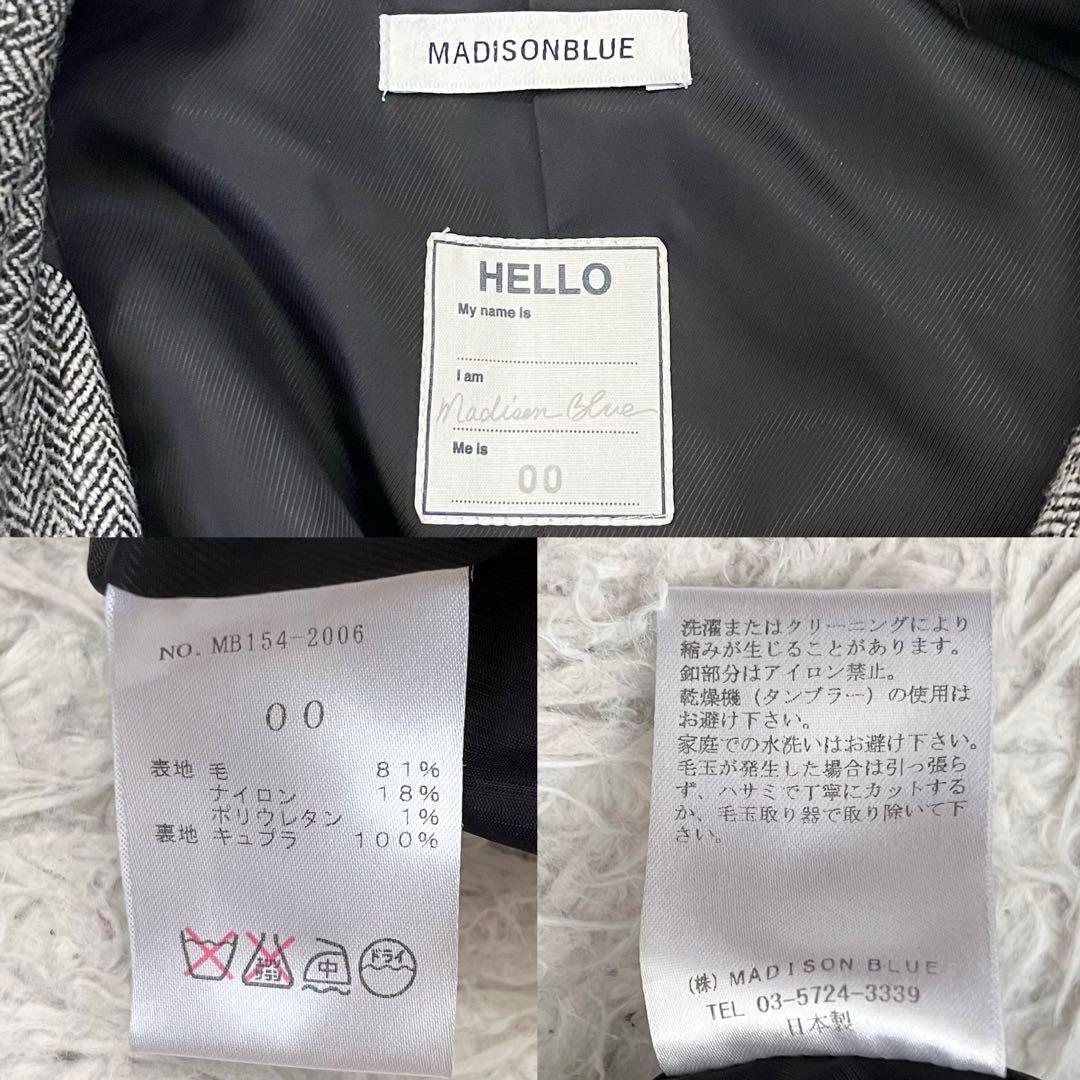 MADISONBLUE
HELLO
My name is
I am
Madison Blue
Me is
00
NO. MB154-2006
00
表地 毛 81%
ナイロン 18%
ポリウレタン 1%
裏地 キュプラ 100%
エンソ サラシ
中
ドライ
洗濯またはクリーニングにより
縮みが生じることがあります。
釦部分はアイロン禁止。
乾燥機（タンブラー）の使用は
お避け下さい。
家庭での水洗いはお避け下さい。
毛玉が発生した場合は引っ張ら
ず、ハサミで丁寧にカットする
か、毛玉取り器で取り除いて下
さい。
(株) MADISON BLUE
TEL 03-5724-3339
日本製